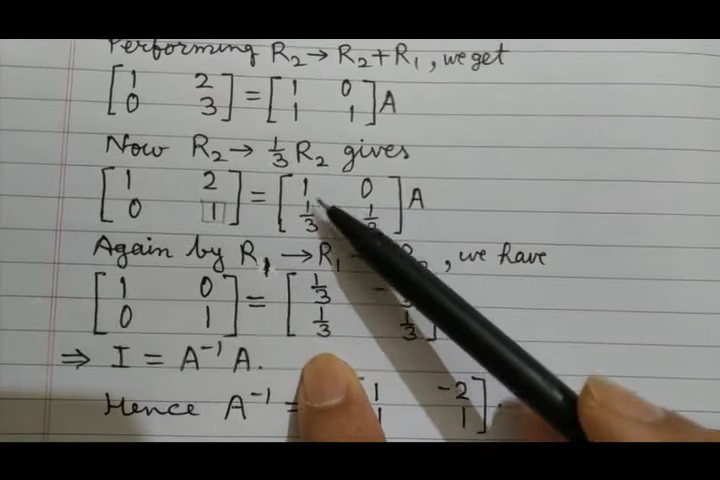 Performing R₂ → R₂ + R₁, we get
[1 2; 0 3] = [1 0; 1 1] A
Now R₂ → 1/3 R₂ gives
[1 2; 0 1] = [1 0; 1/3 1/3] A
Again by R₁ → R₁ , we have
[1 0; 0 1] = [1/3 -; 1/3 1/3]
⇒ I = A⁻¹ A.
Hence A⁻¹ = 1 -2; 1 1] .